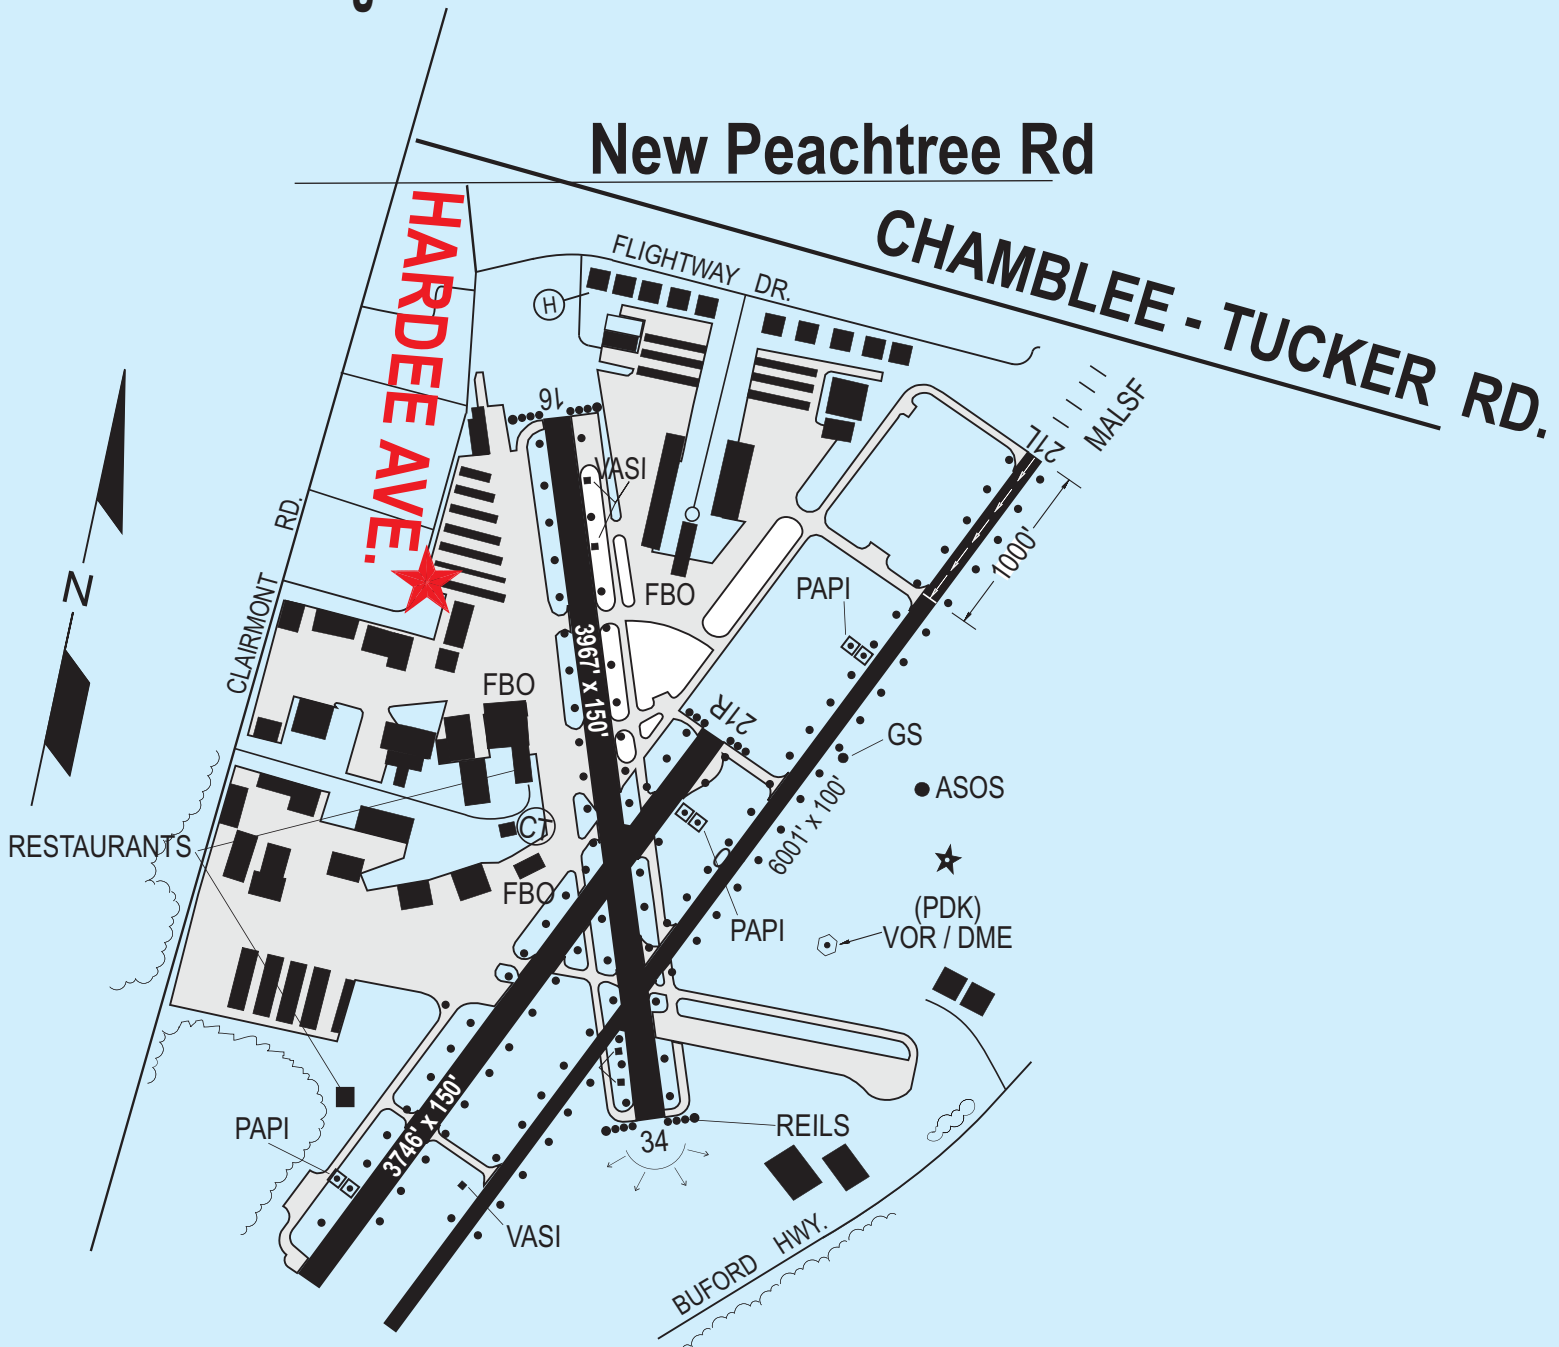 New Peachtree Rd
CHAMBLEE - TUCKER RD.
HARDEE AVE.
FLIGHTWAY DR.
H
16
VASI
21L
MALSF
1000'
N
CLAIRMONT RD.
FBO
PAPI
3967' x 150'
FBO
21R
GS
ASOS
6001' x 100'
RESTAURANTS
CT
FBO
PAPI
(PDK)
VOR / DME
3746' x 150'
PAPI
REILS
34
VASI
BUFORD HWY.